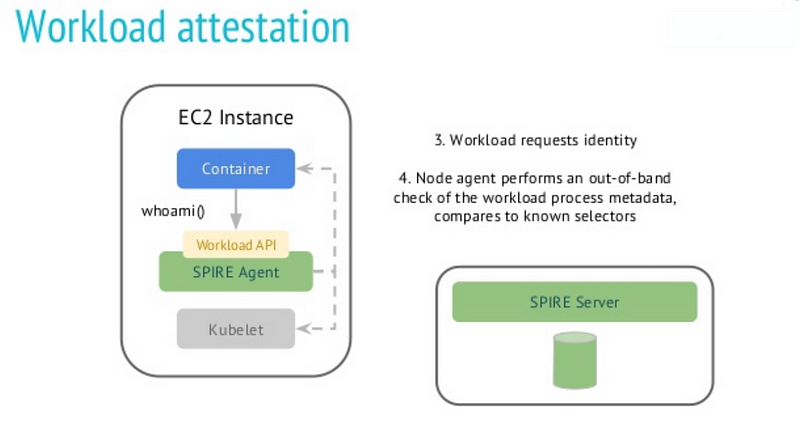 Workload attestation
EC2 Instance
Container
whoami()
Workload API
SPIRE Agent
Kubelet
3. Workload requests identity
4. Node agent performs an out-of-band
check of the workload process metadata,
compares to known selectors
SPIRE Server